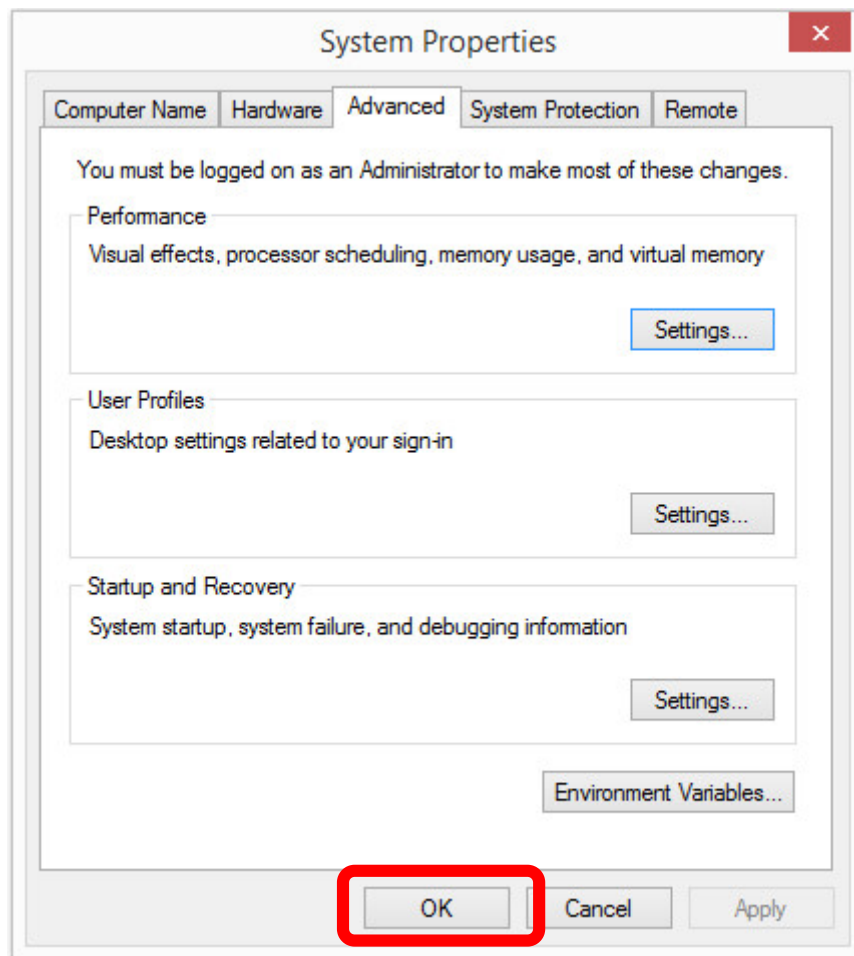 System Properties
Computer Name Hardware Advanced System Protection Remote
You must be logged on as an Administrator to make most of these changes.
Performance
Visual effects, processor scheduling, memory usage, and virtual memory
Settings...
User Profiles
Desktop settings related to your sign-in
Settings...
Startup and Recovery
System startup, system failure, and debugging information
Settings...
Environment Variables...
OK Cancel Apply